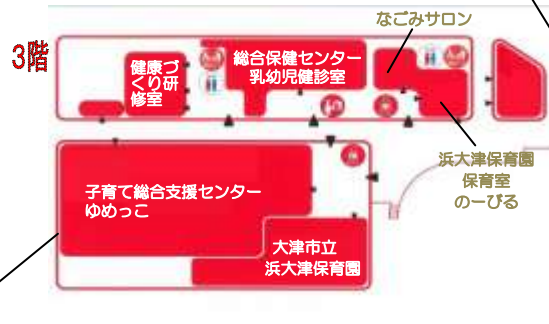 なごみサロン
3階
健康づ
くり研
修室
総合保健センター
乳幼児健診室
浜大津保育園
保育室
のーびる
子育て総合支援センター
ゆめっこ
大津市立
浜大津保育園